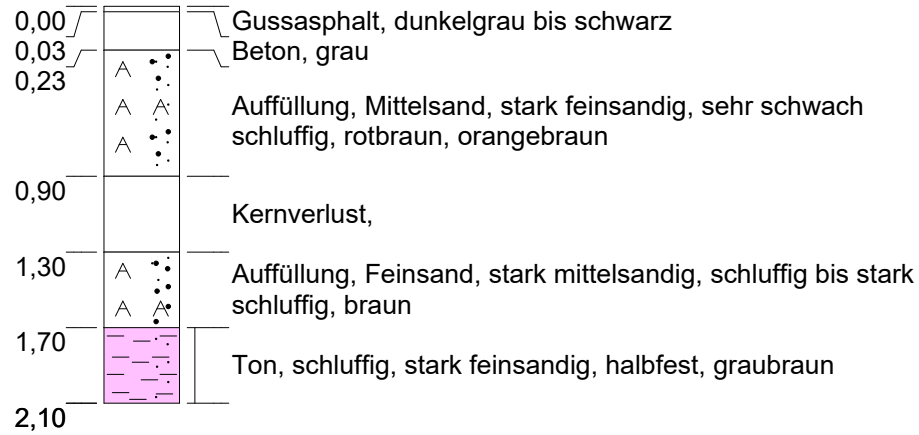 0,00 Gussasphalt, dunkelgrau bis schwarz
0,03 Beton, grau
0,23
Auffüllung, Mittelsand, stark feinsandig, sehr schwach
schluffig, rotbraun, orangebraun
0,90
Kernverlust,
1,30
Auffüllung, Feinsand, stark mittelsandig, schluffig bis stark
schluffig, braun
1,70
Ton, schluffig, stark feinsandig, halbfest, graubraun
2,10